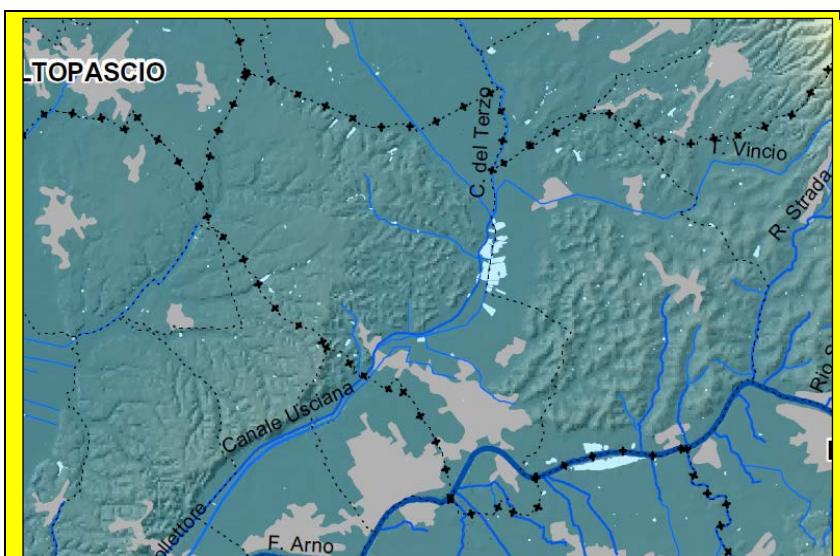 LTOPASCIO
C. del Terzo
T. Vincio
R. Strada
Canale Usciana
ollettore
F. Arno
Rio S